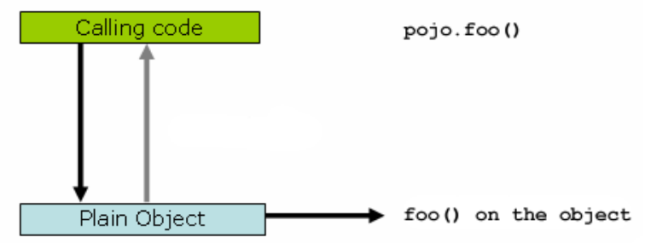 Calling code
pojo.foo()
Plain Object
foo() on the object